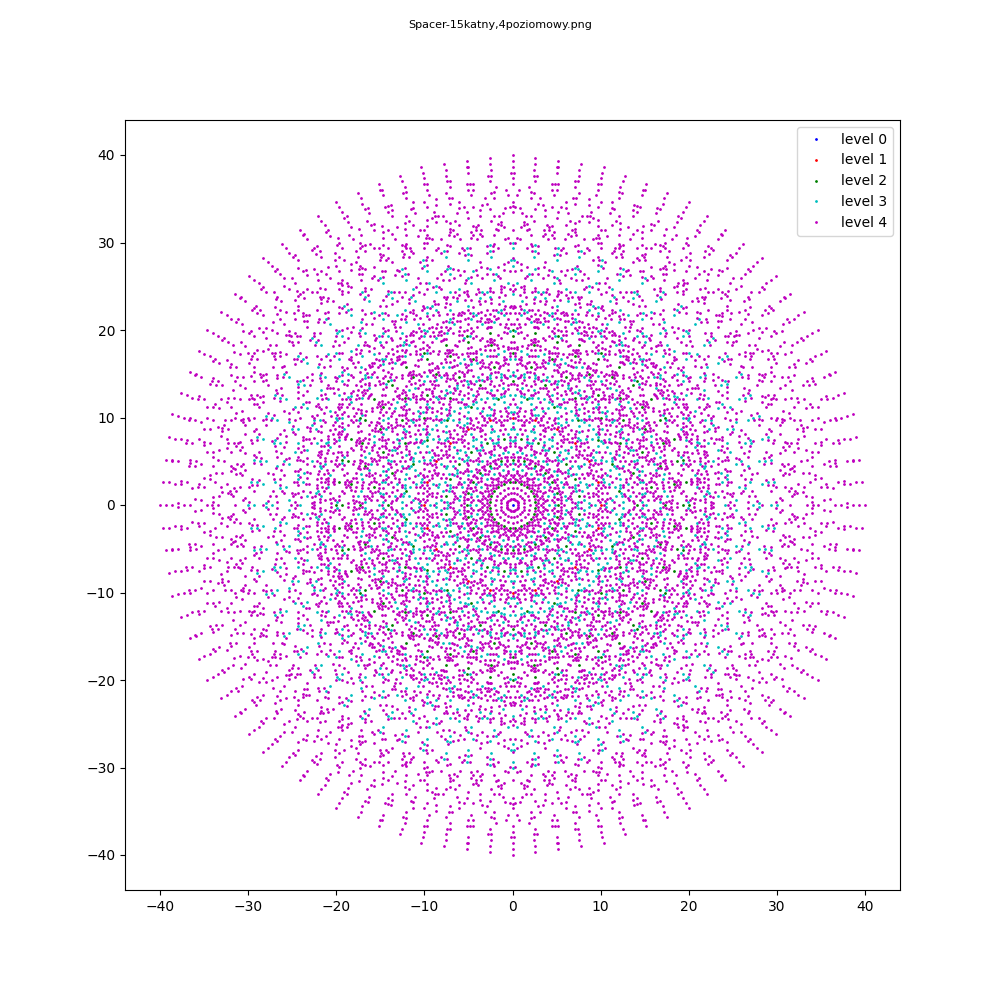 Spacer-15katny,4poziomowy.png
level 0
level 1
level 2
level 3
level 4
40
30
20
10
0
−10
−20
−30
−40
−40 −30 −20 −10 0 10 20 30 40